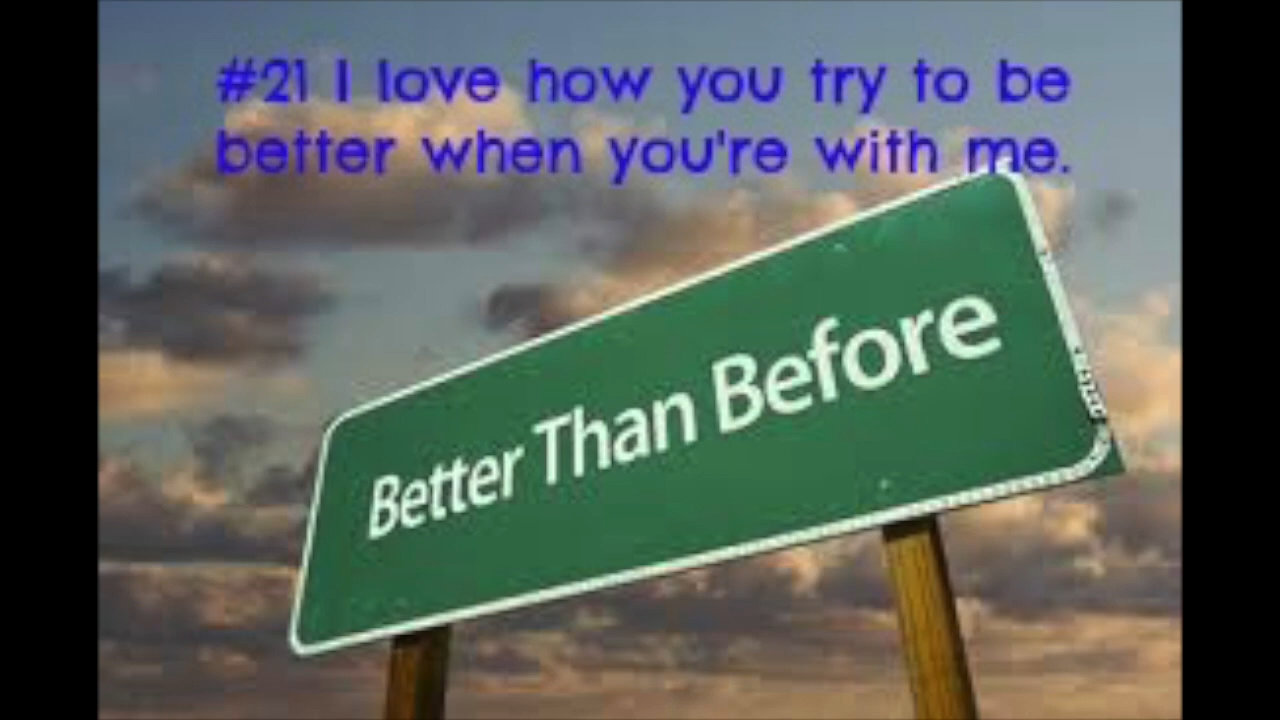 #21 I love how you try to be
better when you're with me.
Better Than Before